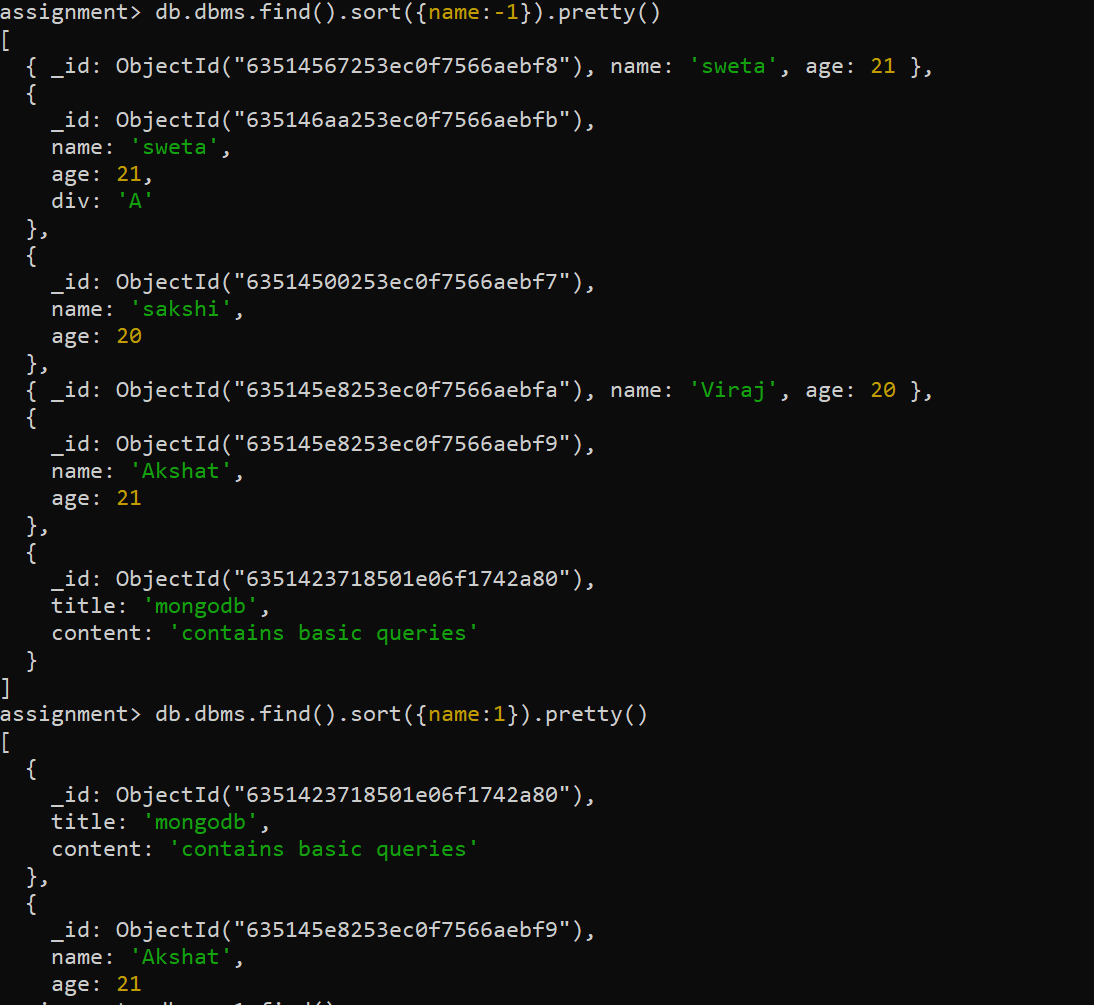 assignment> db.dbms.find().sort({name:-1}).pretty()
[
  { _id: ObjectId("63514567253ec0f7566aebf8"), name: 'sweta', age: 21 },
  {
    _id: ObjectId("635146aa253ec0f7566aebfb"),
    name: 'sweta',
    age: 21,
    div: 'A'
  },
  {
    _id: ObjectId("63514500253ec0f7566aebf7"),
    name: 'sakshi',
    age: 20
  },
  { _id: ObjectId("635145e8253ec0f7566aebfa"), name: 'Viraj', age: 20 },
  {
    _id: ObjectId("635145e8253ec0f7566aebf9"),
    name: 'Akshat',
    age: 21
  },
  {
    _id: ObjectId("6351423718501e06f1742a80"),
    title: 'mongodb',
    content: 'contains basic queries'
  }
]
assignment> db.dbms.find().sort({name:1}).pretty()
[
  {
    _id: ObjectId("6351423718501e06f1742a80"),
    title: 'mongodb',
    content: 'contains basic queries'
  },
  {
    _id: ObjectId("635145e8253ec0f7566aebf9"),
    name: 'Akshat',
    age: 21